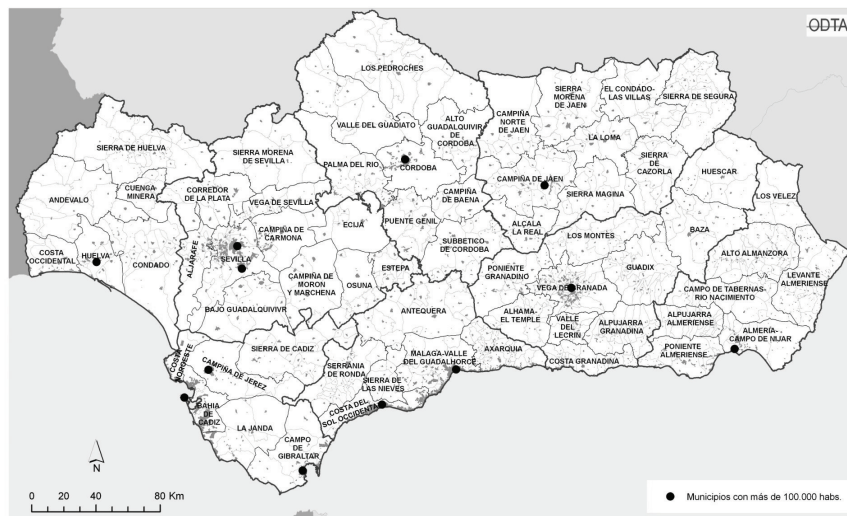 ODTA
LOS PEDROCHES
SIERRA
MORENA
DE JAEN
EL CONDADO-
LAS VILLAS
SIERRA DE SEGURA
CAMPIÑA
NORTE
DE JAEN
VALLE DEL GUADIATO
ALTO
GUADALQUIVIR
DE
CORDOBA
LA LOMA
SIERRA DE HUELVA
SIERRA MORENA
DE SEVILLA
PALMA DEL RIO
CORDOBA
SIERRA
DE
CAZORLA
CAMPIÑA DE JAEN
HUESCAR
CUENGA
MINERA
CORREDOR
DE LA PLATA
CAMPIÑA
DE BAENA
SIERRA MAGINA
LOS VELEZ
ANDEVALO
VEGA DE SEVILLA
PUENTE GENIL
ALCALA
LA REAL
CAMPIÑA DE
CARMONA
ECIJA
BAZA
LOS MONTES
SUBBETICO
DE CORDOBA
ALTO ALMANZORA
COSTA
OCCIDENTAL
HUELVA
CONDADO
ALJARAFE
SEVILLA
ESTEPA
PONIENTE
GRANADINO
GUADIX
LEVANTE
ALMERIENSE
CAMPIÑA
DE MORON
Y MARCHENA
OSUNA
VEGA DE GRANADA
CAMPO DE TABERNAS-
RIO NACIMIENTO
BAJO GUADALQUIVIVR
ANTEQUERA
ALHAMA-
EL TEMPLE
VALLE
DEL
LECRIN
ALPUJARRA
GRANADINA
ALPUJARRA
ALMERIENSE
ALMERÍA-
CAMPO DE NIJAR
SIERRA DE CADIZ
MALAGA-VALLE
DEL GUADALHORCE
AXARQUIA
COSTA GRANADINA
PONIENTE
ALMERIENSE
COSTA
NOROESTE
CAMPIÑA DE JEREZ
SERRANIA
DE RONDA
SIERRA DE
LAS NIEVES
COSTA DEL
SOL OCCIDENTAL
BAHIA
DE
CADIZ
LA JANDA
CAMPO
DE
GIBRALTAR
N
0 20 40 80 Km
Municipios con más de 100.000 habs.